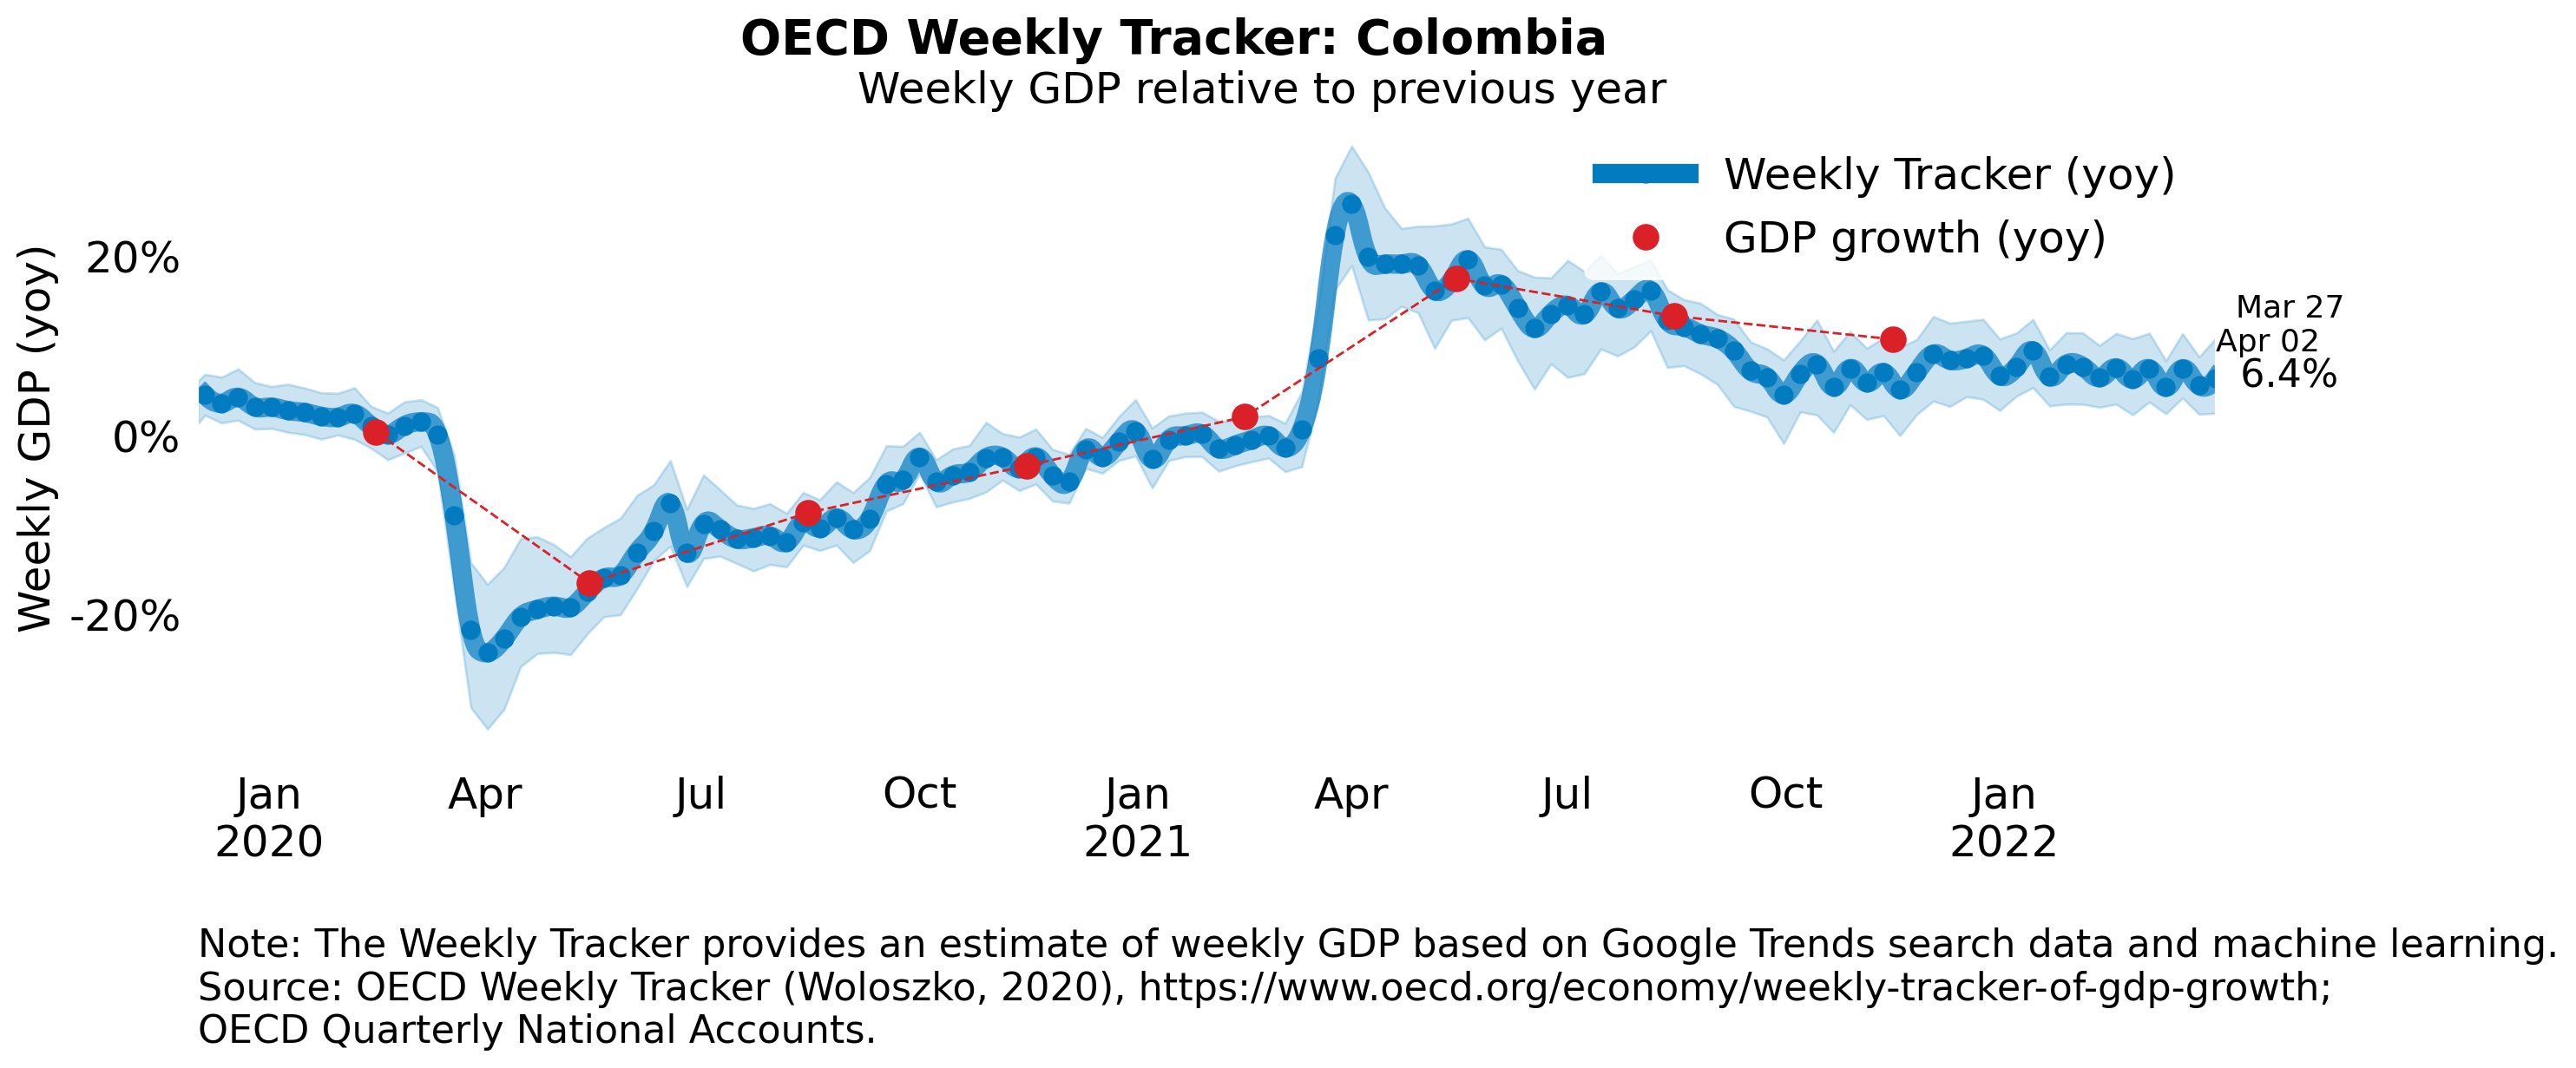 OECD Weekly Tracker: Colombia
Weekly GDP relative to previous year
Weekly Tracker (yoy)
GDP growth (yoy)
Weekly GDP (yoy)
20%
0%
-20%
Mar 27
Apr 02
6.4%
Jan
2020
Apr
Jul
Oct
Jan
2021
Apr
Jul
Oct
Jan
2022
Note: The Weekly Tracker provides an estimate of weekly GDP based on Google Trends search data and machine learning.
Source: OECD Weekly Tracker (Woloszko, 2020), https://www.oecd.org/economy/weekly-tracker-of-gdp-growth;
OECD Quarterly National Accounts.